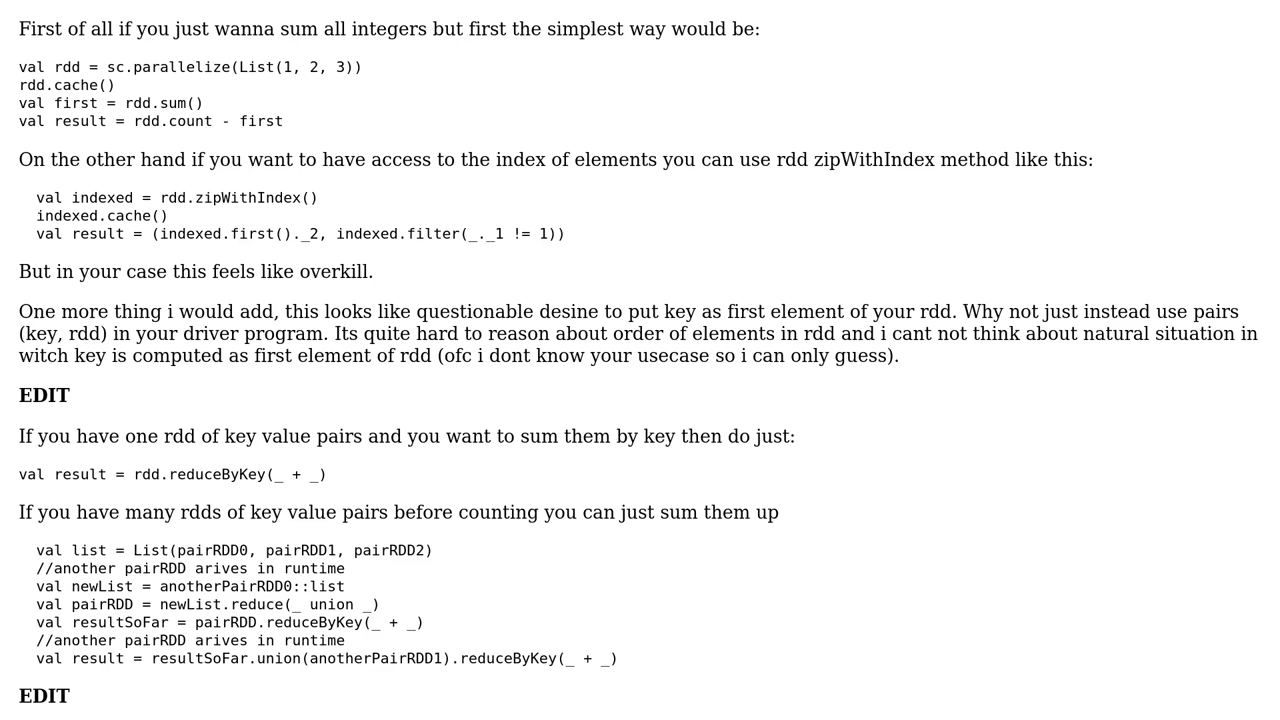 First of all if you just wanna sum all integers but first the simplest way would be:
val rdd = sc.parallelize(List(1, 2, 3))
rdd.cache()
val first = rdd.sum()
val result = rdd.count - first
On the other hand if you want to have access to the index of elements you can use rdd zipWithIndex method like this:
val indexed = rdd.zipWithIndex()
indexed.cache()
val result = (indexed.first()._2, indexed.filter(_._1 != 1))
But in your case this feels like overkill.
One more thing i would add, this looks like questionable desine to put key as first element of your rdd. Why not just instead use pairs
(key, rdd) in your driver program. Its quite hard to reason about order of elements in rdd and i cant not think about natural situation in
witch key is computed as first element of rdd (ofc i dont know your usecase so i can only guess).
EDIT
If you have one rdd of key value pairs and you want to sum them by key then do just:
val result = rdd.reduceByKey(_ + _)
If you have many rdds of key value pairs before counting you can just sum them up
val list = List(pairRDD0, pairRDD1, pairRDD2)
//another pairRDD arives in runtime
val newList = anotherPairRDD0::list
val pairRDD = newList.reduce(_ union _)
val resultSoFar = pairRDD.reduceByKey(_ + _)
//another pairRDD arives in runtime
val result = resultSoFar.union(anotherPairRDD1).reduceByKey(_ + _)
EDIT